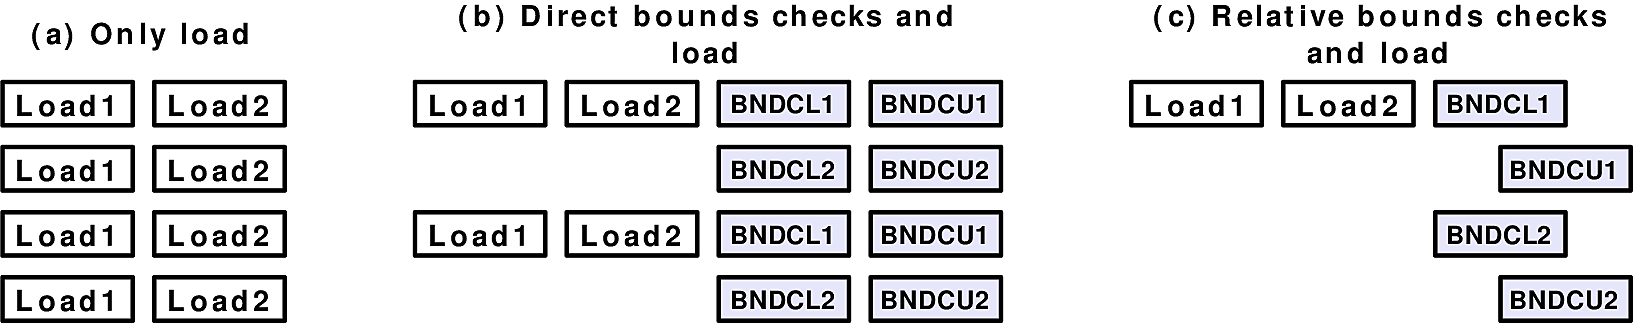 (a) Only load
Load1 Load2
Load1 Load2
Load1 Load2
Load1 Load2
(b) Direct bounds checks and
load
Load1 Load2 BNDCL1 BNDCU1
BNDCL2 BNDCU2
Load1 Load2 BNDCL1 BNDCU1
BNDCL2 BNDCU2
(c) Relative bounds checks
and load
Load1 Load2 BNDCL1
BNDCU1
BNDCL2
BNDCU2